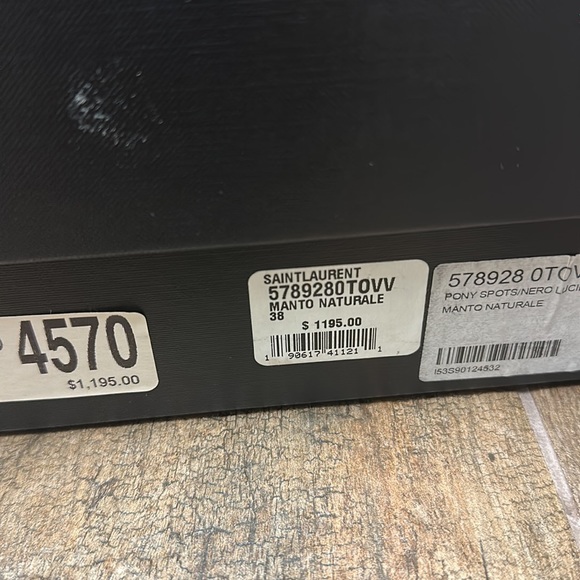 4570
$1,195.00
SAINTLAURENT
5789280TOVV
MANTO NATURALE
38
$ 1195.00
1 90617 41121 1
578928 0TOV
PONY SPOTS/NERO LUCI
MANTO NATURALE
I53S90124532